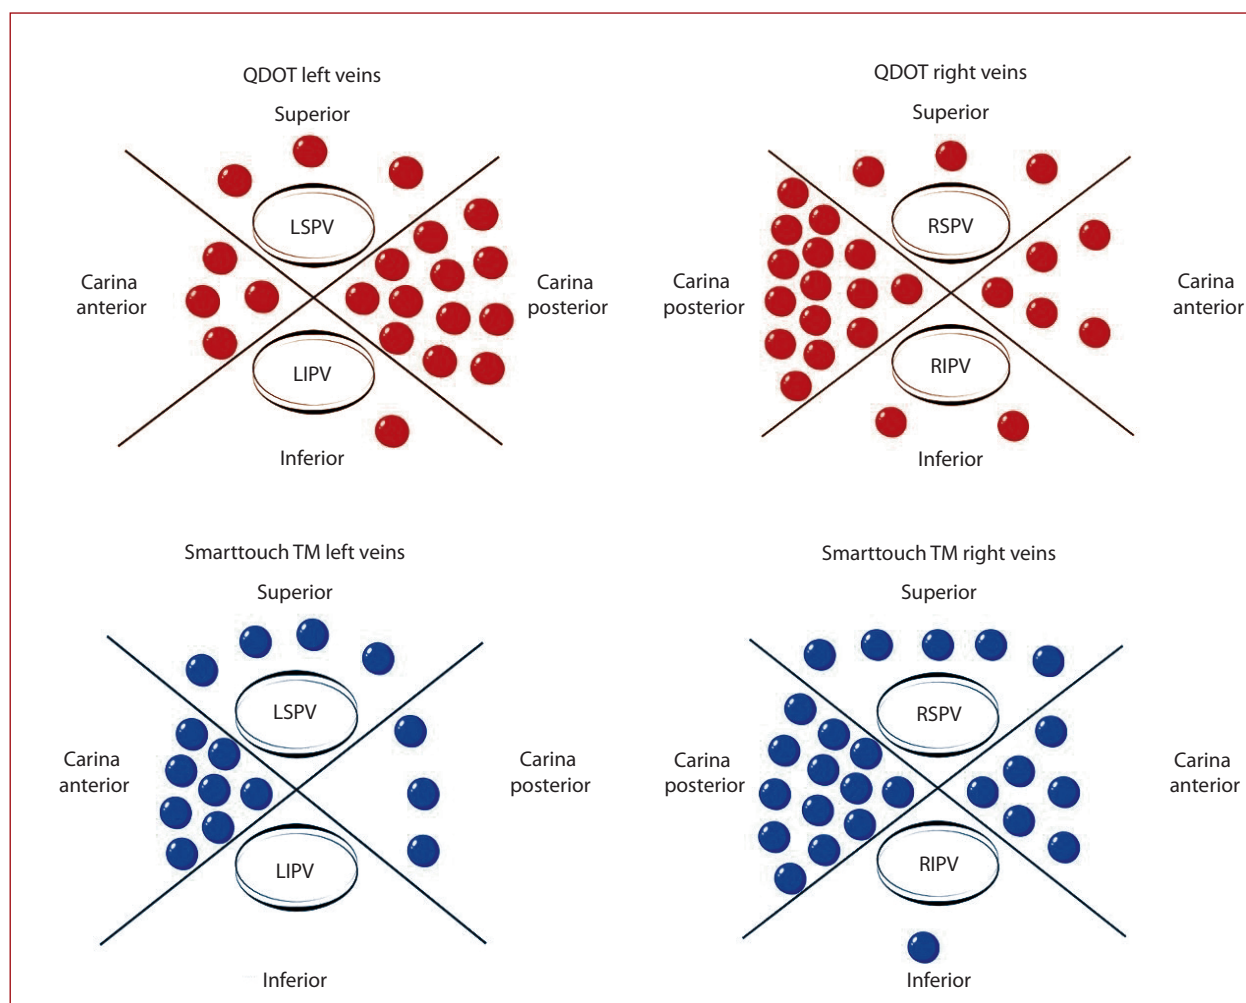 QDOT left veins
Superior
LSPV
Carina
anterior
Carina
posterior
LIPV
Inferior
QDOT right veins
Superior
RSPV
Carina
posterior
Carina
anterior
RIPV
Inferior
Smarttouch TM left veins
Superior
LSPV
Carina
anterior
Carina
posterior
LIPV
Inferior
Smarttouch TM right veins
Superior
RSPV
Carina
posterior
Carina
anterior
RIPV
Inferior